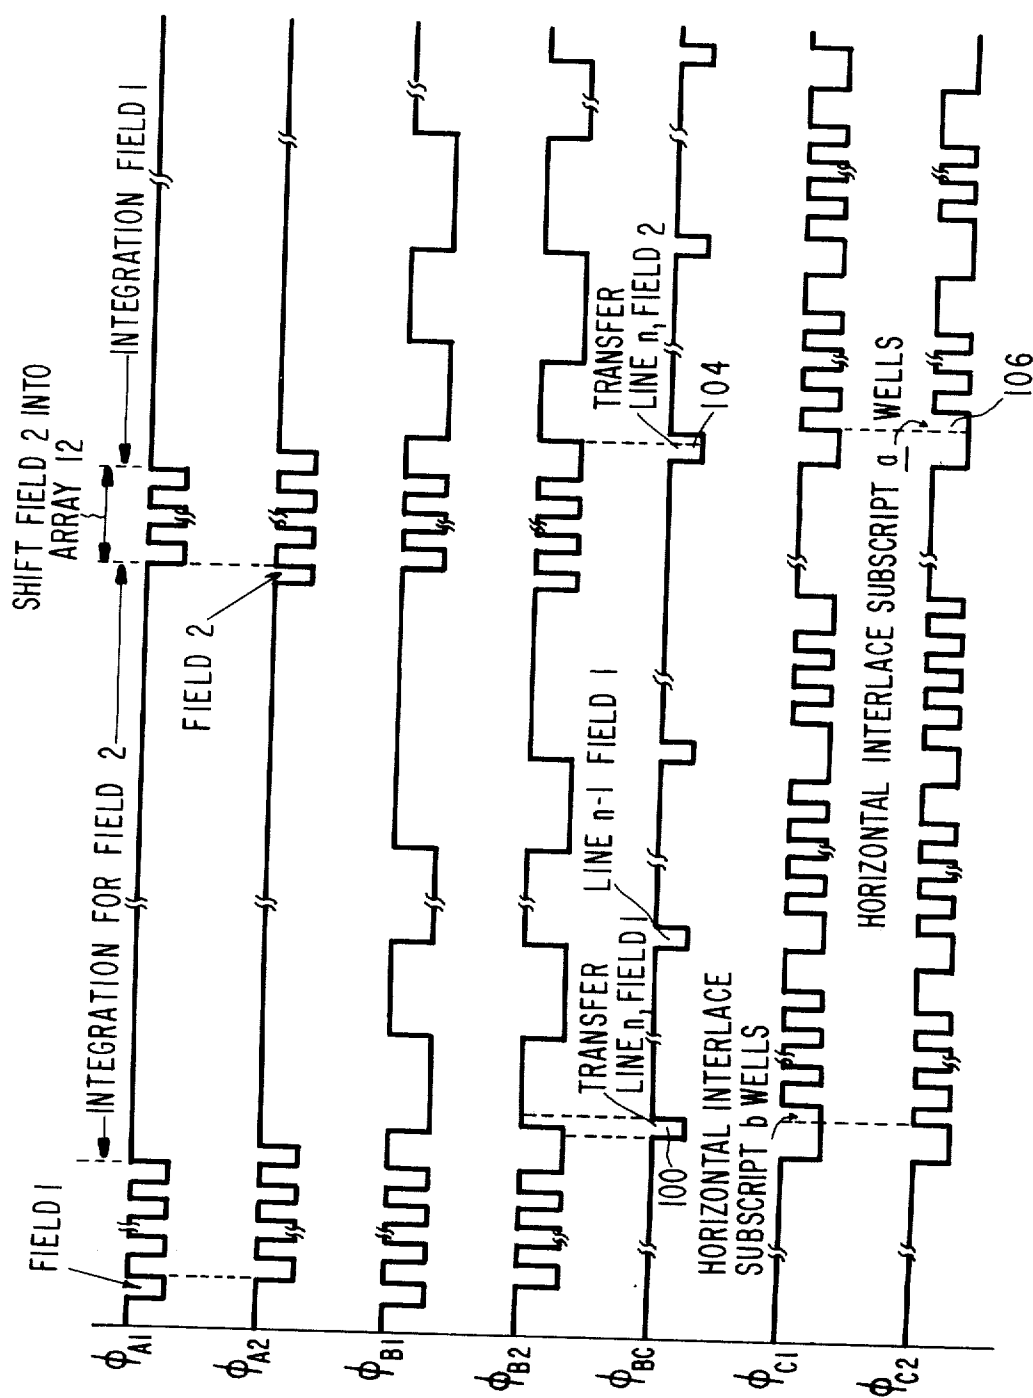 FIELD 1
INTEGRATION FOR FIELD 2
SHIFT FIELD 2 INTO
ARRAY 12
INTEGRATION FIELD 1
ϕA1
ϕA2
FIELD 2
ϕB1
ϕB2
TRANSFER
LINE n, FIELD 1
LINE n-1 FIELD 1
TRANSFER
LINE n, FIELD 2
ϕBC
100
104
HORIZONTAL INTERLACE
SUBSCRIPT b WELLS
ϕC1
HORIZONTAL INTERLACE SUBSCRIPT a WELLS
ϕC2
106